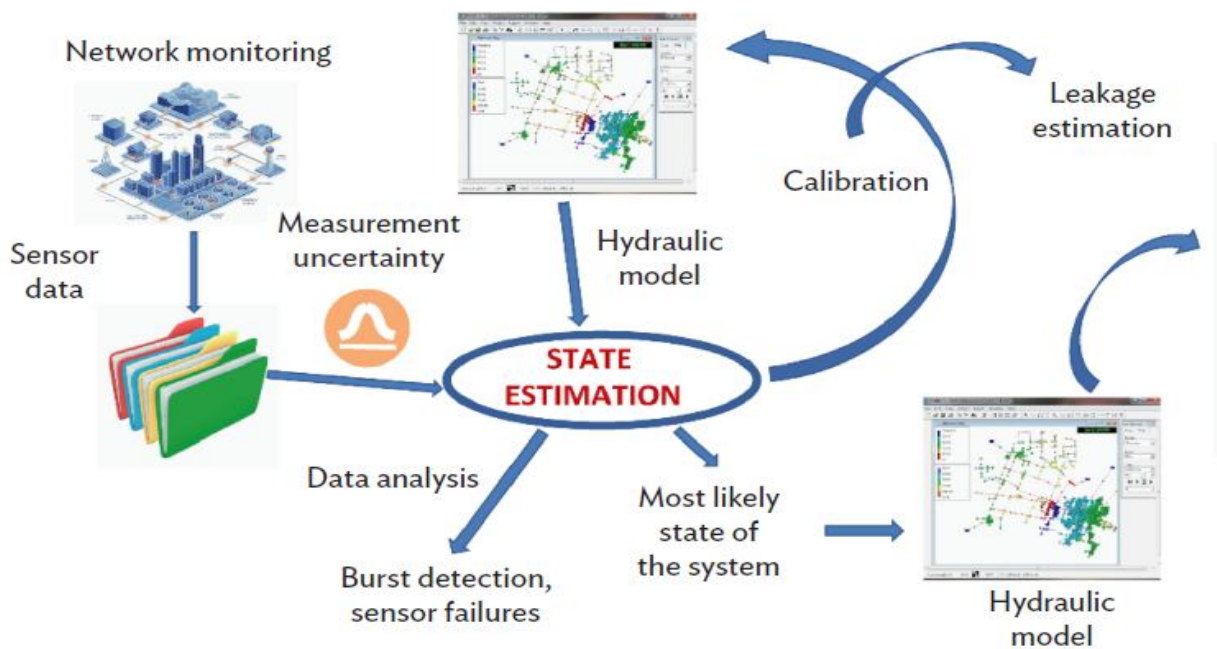 Network monitoring
Sensor
data
Measurement
uncertainty
Hydraulic
model
Calibration
Leakage
estimation
STATE
ESTIMATION
Data analysis
Burst detection,
sensor failures
Most likely
state of
the system
Hydraulic
model